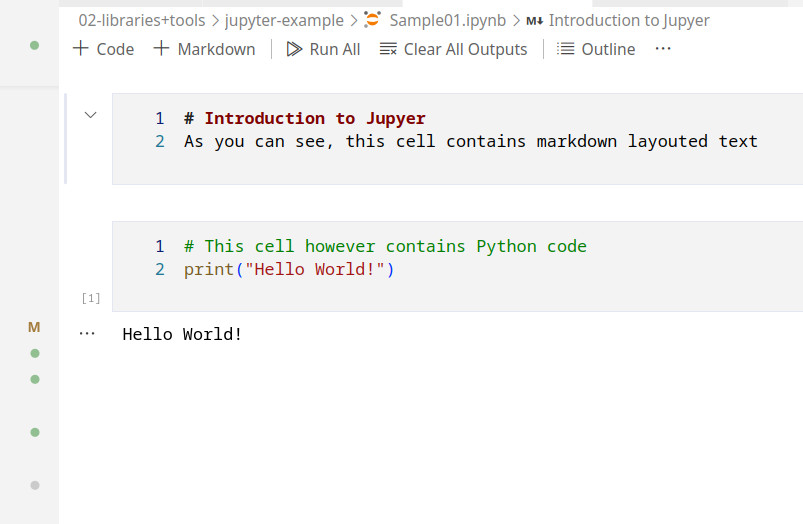 02-libraries+tools > jupyter-example > Sample01.ipynb > M↓ Introduction to Jupyer
+ Code + Markdown | Run All Clear All Outputs | Outline ...
1 # Introduction to Jupyer
2 As you can see, this cell contains markdown layouted text
1 # This cell however contains Python code
2 print("Hello World!")
[1]
M
... Hello World!